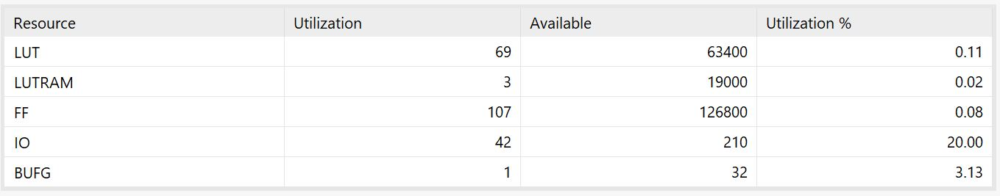 Resource Utilization Available Utilization %
LUT 69 63400 0.11
LUTRAM 3 19000 0.02
FF 107 126800 0.08
IO 42 210 20.00
BUFG 1 32 3.13